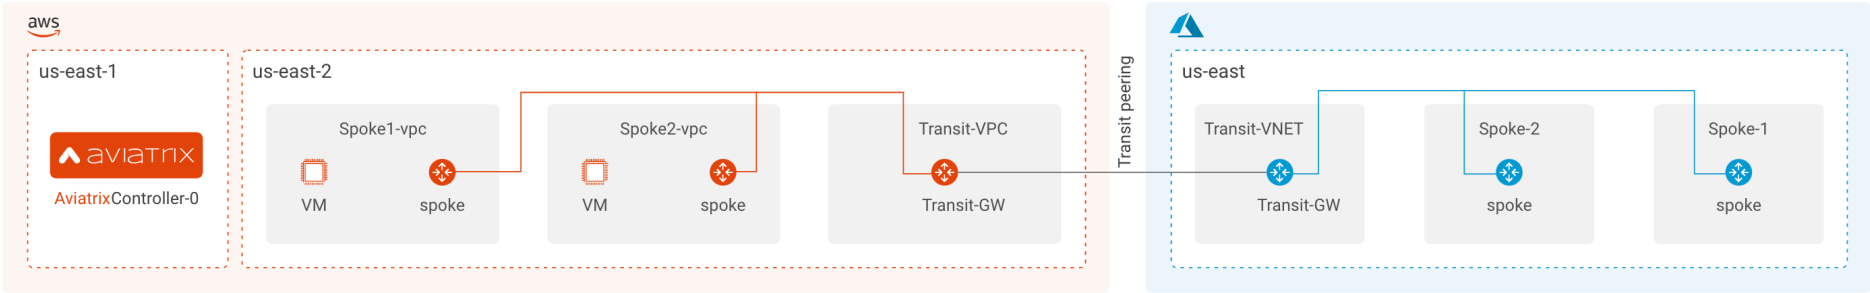 aws
us-east-1
AVIATRIX
AviatrixController-0
us-east-2
Spoke1-vpc
VM
spoke
Spoke2-vpc
VM
spoke
Transit-VPC
Transit-GW
Transit peering
us-east
Transit-VNET
Transit-GW
Spoke-2
spoke
Spoke-1
spoke